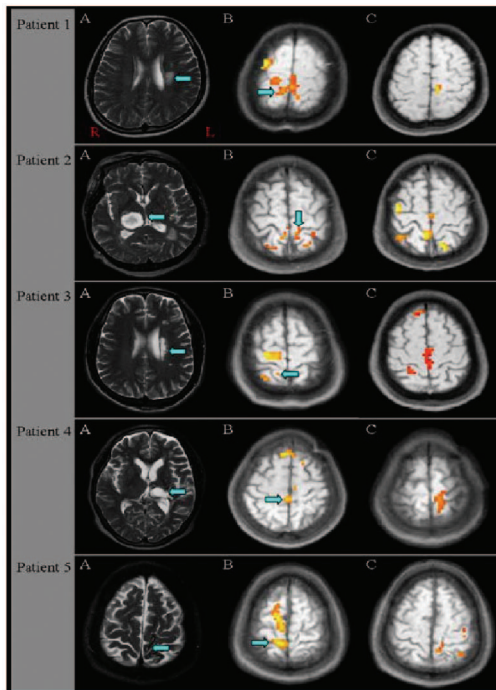 Patient 1 A B C
R L
Patient 2 A B C
Patient 3 A B C
Patient 4 A B C
Patient 5 A B C